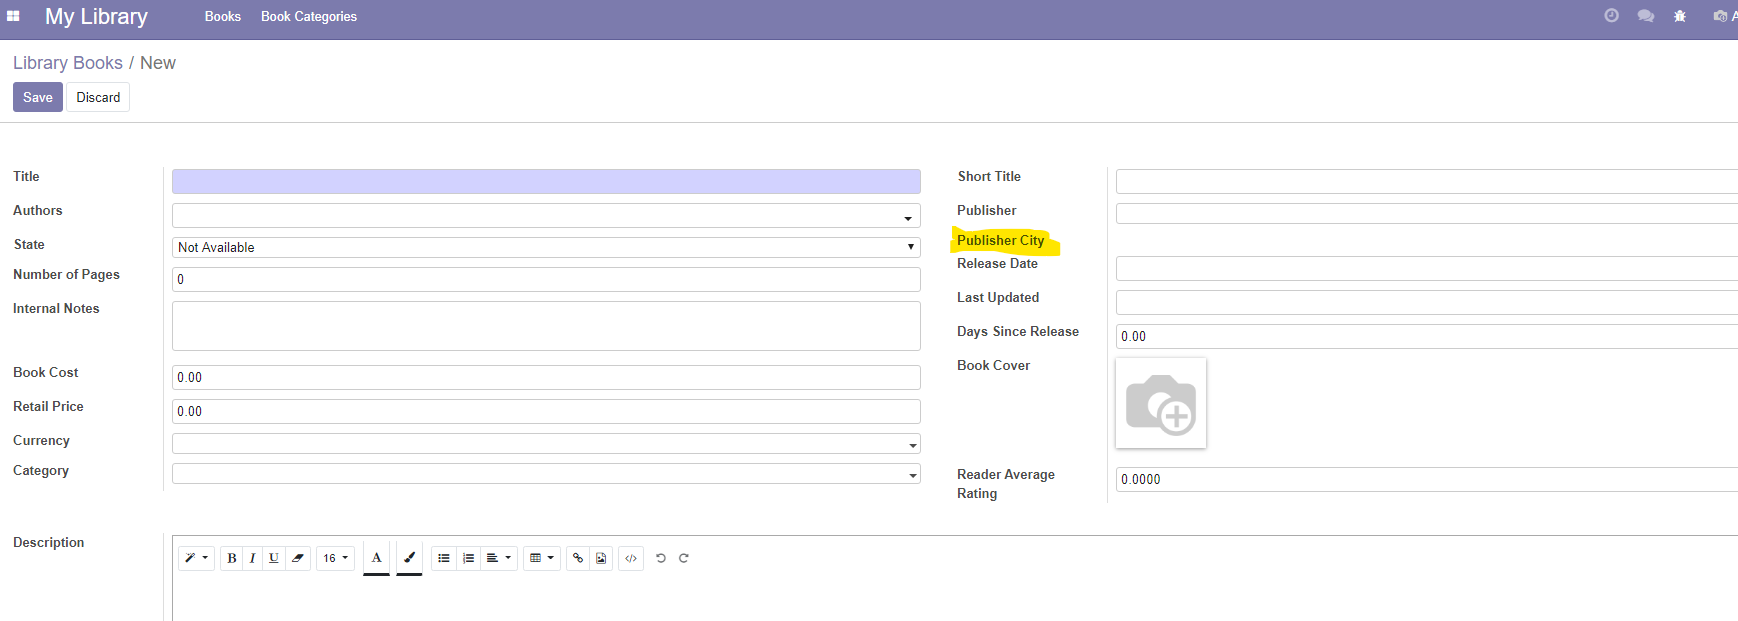 My Library Books Book Categories A
Library Books / New
Save Discard
Title
Authors
State Not Available
Number of Pages 0
Internal Notes
Book Cost 0.00
Retail Price 0.00
Currency
Category
Short Title
Publisher
Publisher City
Release Date
Last Updated
Days Since Release 0.00
Book Cover
Reader Average 0.0000
Rating
Description
B I U 16 A